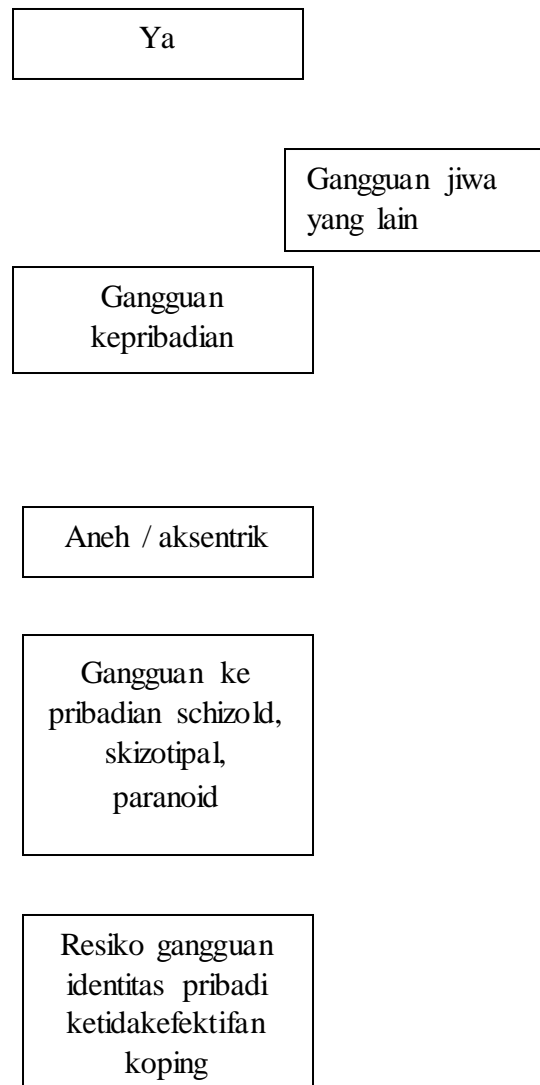 Ya
Gangguan jiwa
yang lain
Gangguan
kepribadian
Aneh / aksentrik
Gangguan ke
pribadian schizold,
skizotipal,
paranoid
Resiko gangguan
identitas pribadi
ketidakefektifan
koping